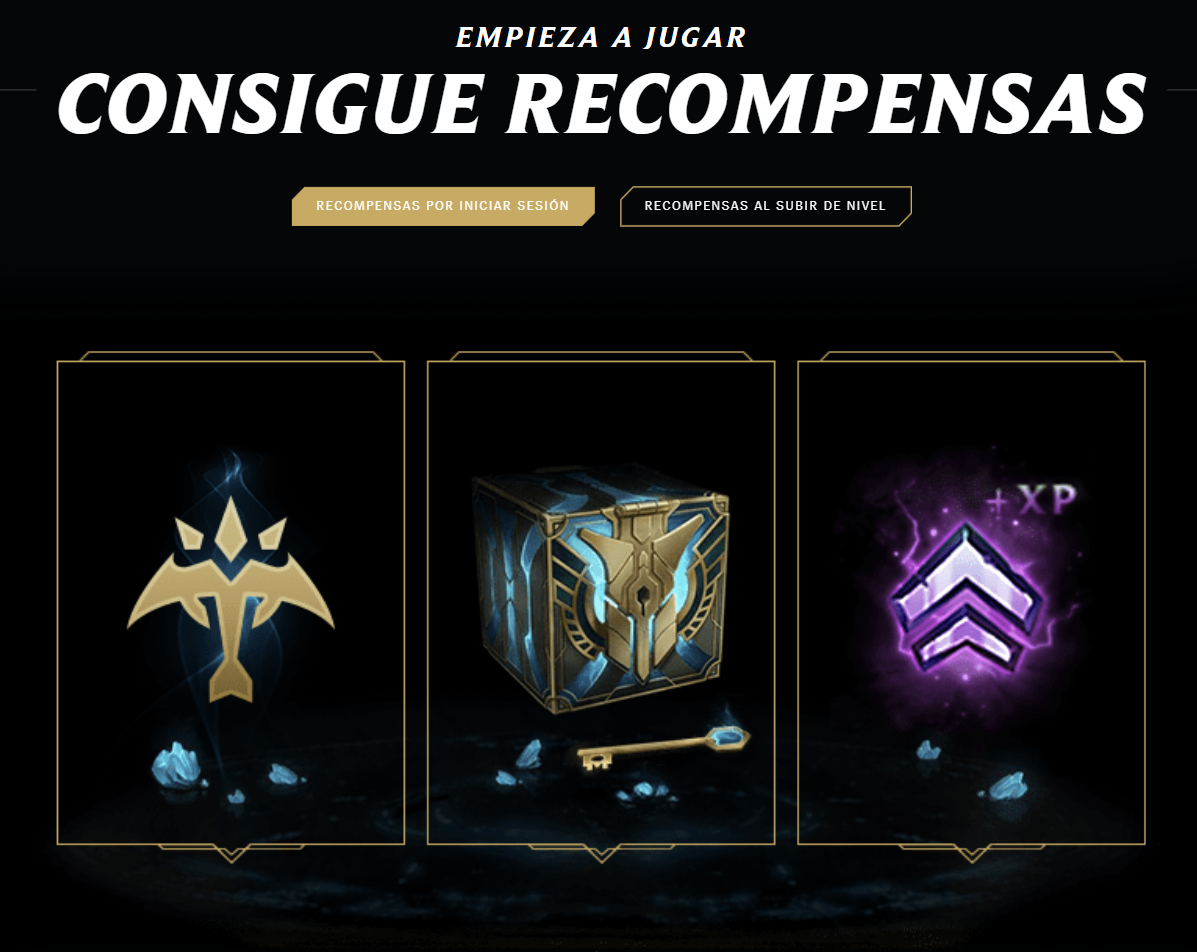 EMPIEZA A JUGAR
CONSIGUE RECOMPENSAS
RECOMPENSAS POR INICIAR SESIÓN
RECOMPENSAS AL SUBIR DE NIVEL
+XP